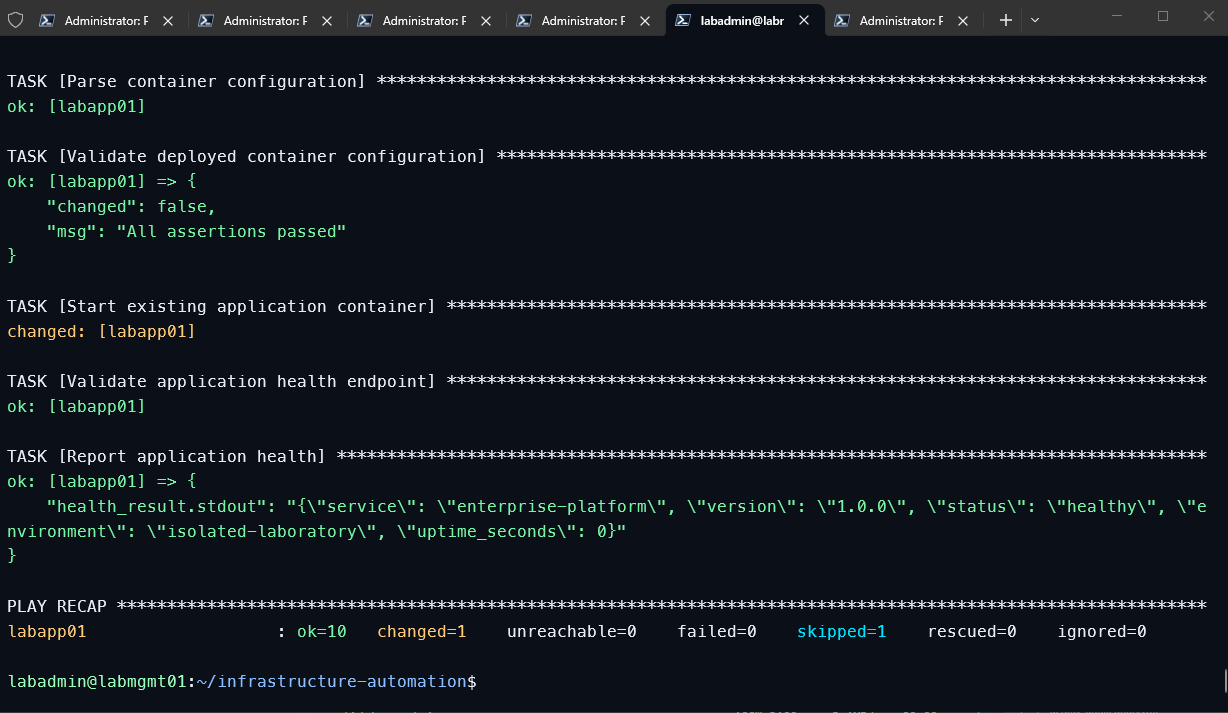 Administrator: F
Administrator: F
Administrator: F
Administrator: F
labadmin@labr
Administrator: F
TASK [Parse container configuration] ***********************************************************************************
ok: [labapp01]
TASK [Validate deployed container configuration] ***********************************************************************
ok: [labapp01] => {
    "changed": false,
    "msg": "All assertions passed"
}
TASK [Start existing application container] ****************************************************************************
changed: [labapp01]
TASK [Validate application health endpoint] ****************************************************************************
ok: [labapp01]
TASK [Report application health] ***************************************************************************************
ok: [labapp01] => {
    "health_result.stdout": "{\"service\": \"enterprise-platform\", \"version\": \"1.0.0\", \"status\": \"healthy\", \"e
nvironment\": \"isolated-laboratory\", \"uptime_seconds\": 0}"
}
PLAY RECAP *************************************************************************************************************
labapp01                   : ok=10   changed=1    unreachable=0    failed=0    skipped=1    rescued=0    ignored=0
labadmin@labmgmt01:~/infrastructure-automation$